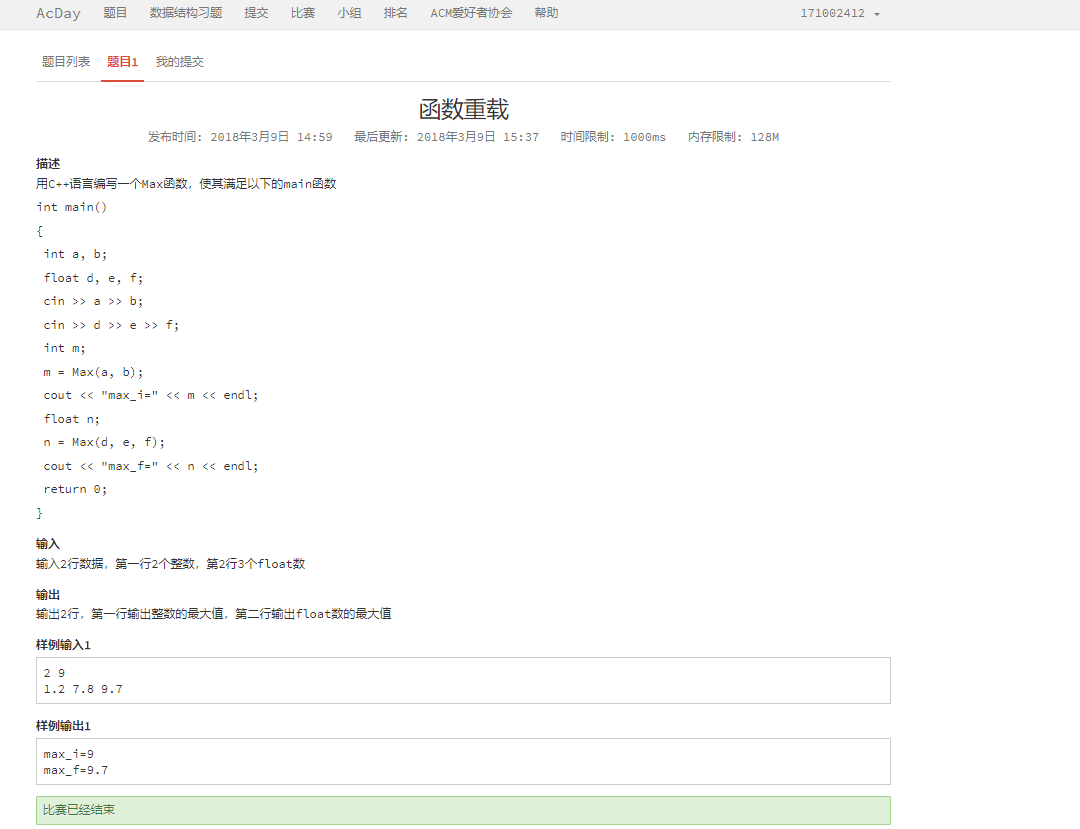 AcDay 题目 数据结构习题 提交 比赛 小组 排名 ACM爱好者协会 帮助 171002412
题目列表 题目1 我的提交
函数重载
发布时间: 2018年3月9日 14:59 最后更新: 2018年3月9日 15:37 时间限制: 1000ms 内存限制: 128M
描述
用C++语言编写一个Max函数，使其满足以下的main函数
int main()
{
int a, b;
float d, e, f;
cin >> a >> b;
cin >> d >> e >> f;
int m;
m = Max(a, b);
cout << "max_i=" << m << endl;
float n;
n = Max(d, e, f);
cout << "max_f=" << n << endl;
return 0;
}
输入
输入2行数据，第一行2个整数，第2行3个float数
输出
输出2行，第一行输出整数的最大值，第二行输出float数的最大值
样例输入1
2 9
1.2 7.8 9.7
样例输出1
max_i=9
max_f=9.7
比赛已经结束